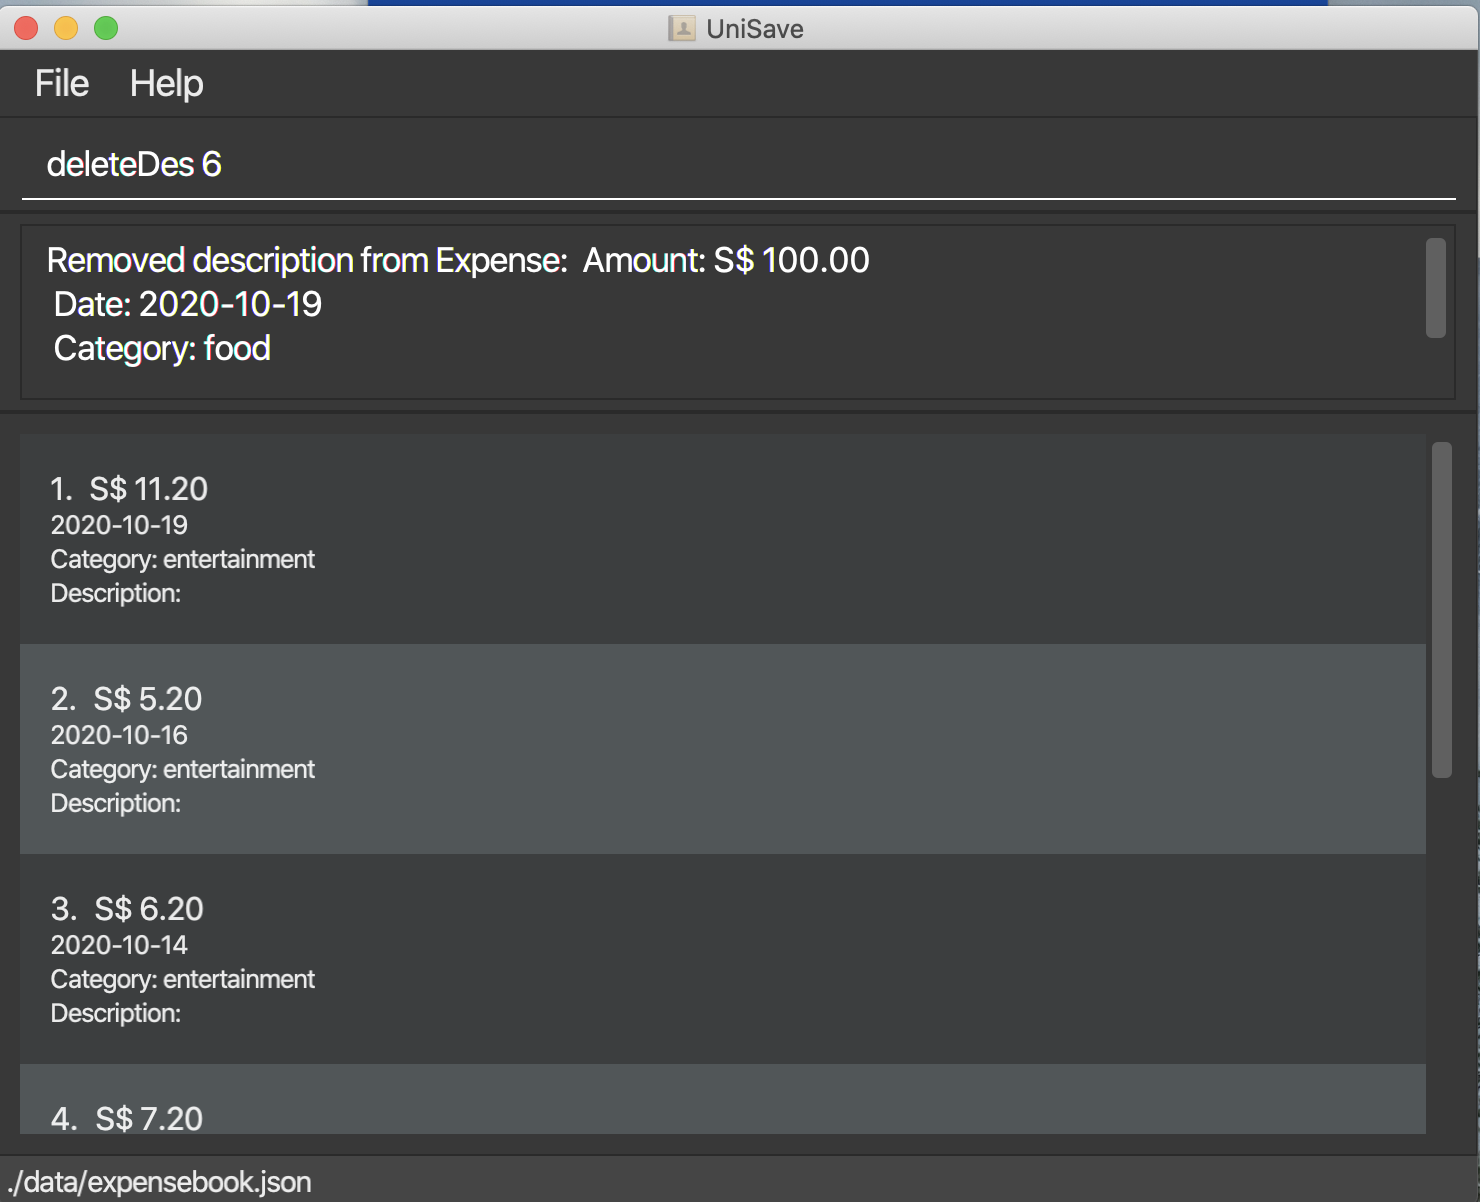 UniSave
File Help
deleteDes 6
Removed description from Expense: Amount: S$ 100.00
Date: 2020-10-19
Category: food
1. S$ 11.20
2020-10-19
Category: entertainment
Description:
2. S$ 5.20
2020-10-16
Category: entertainment
Description:
3. S$ 6.20
2020-10-14
Category: entertainment
Description:
4. S$ 7.20
./data/expensebook.json